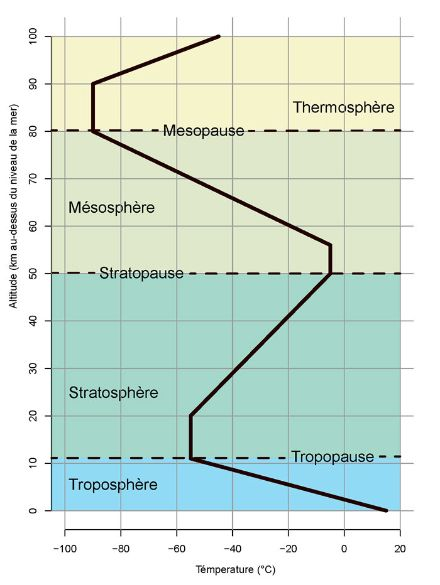 100
90
Thermosphère
80
Mesopause
70
Mésosphère
60
50
Stratopause
40
30
Stratosphère
20
Tropopause
10
Troposphère
0
Altitude (km au-dessus du niveau de la mer)
−100 −80 −60 −40 −20 0 20
Témperature (°C)